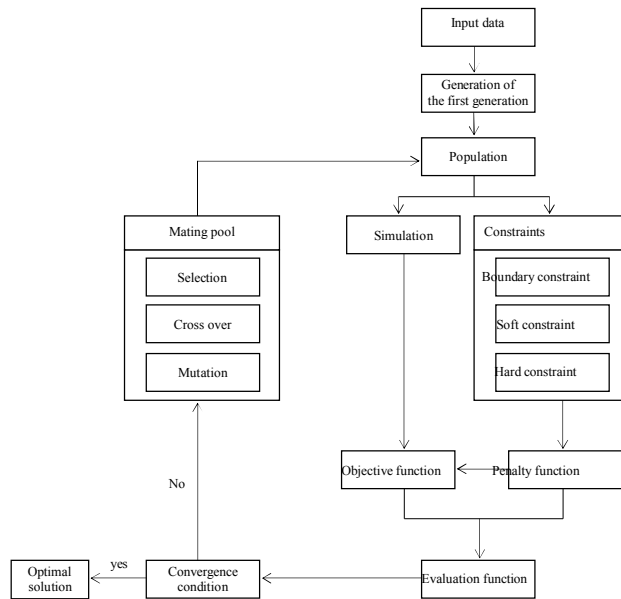 Input data
Generation of
the first generation
Population
Mating pool
Selection
Cross over
Mutation
Simulation
Constraints
Boundary constraint
Soft constraint
Hard constraint
Objective function
Penalty function
No
yes
Optimal
solution
Convergence
condition
Evaluation function